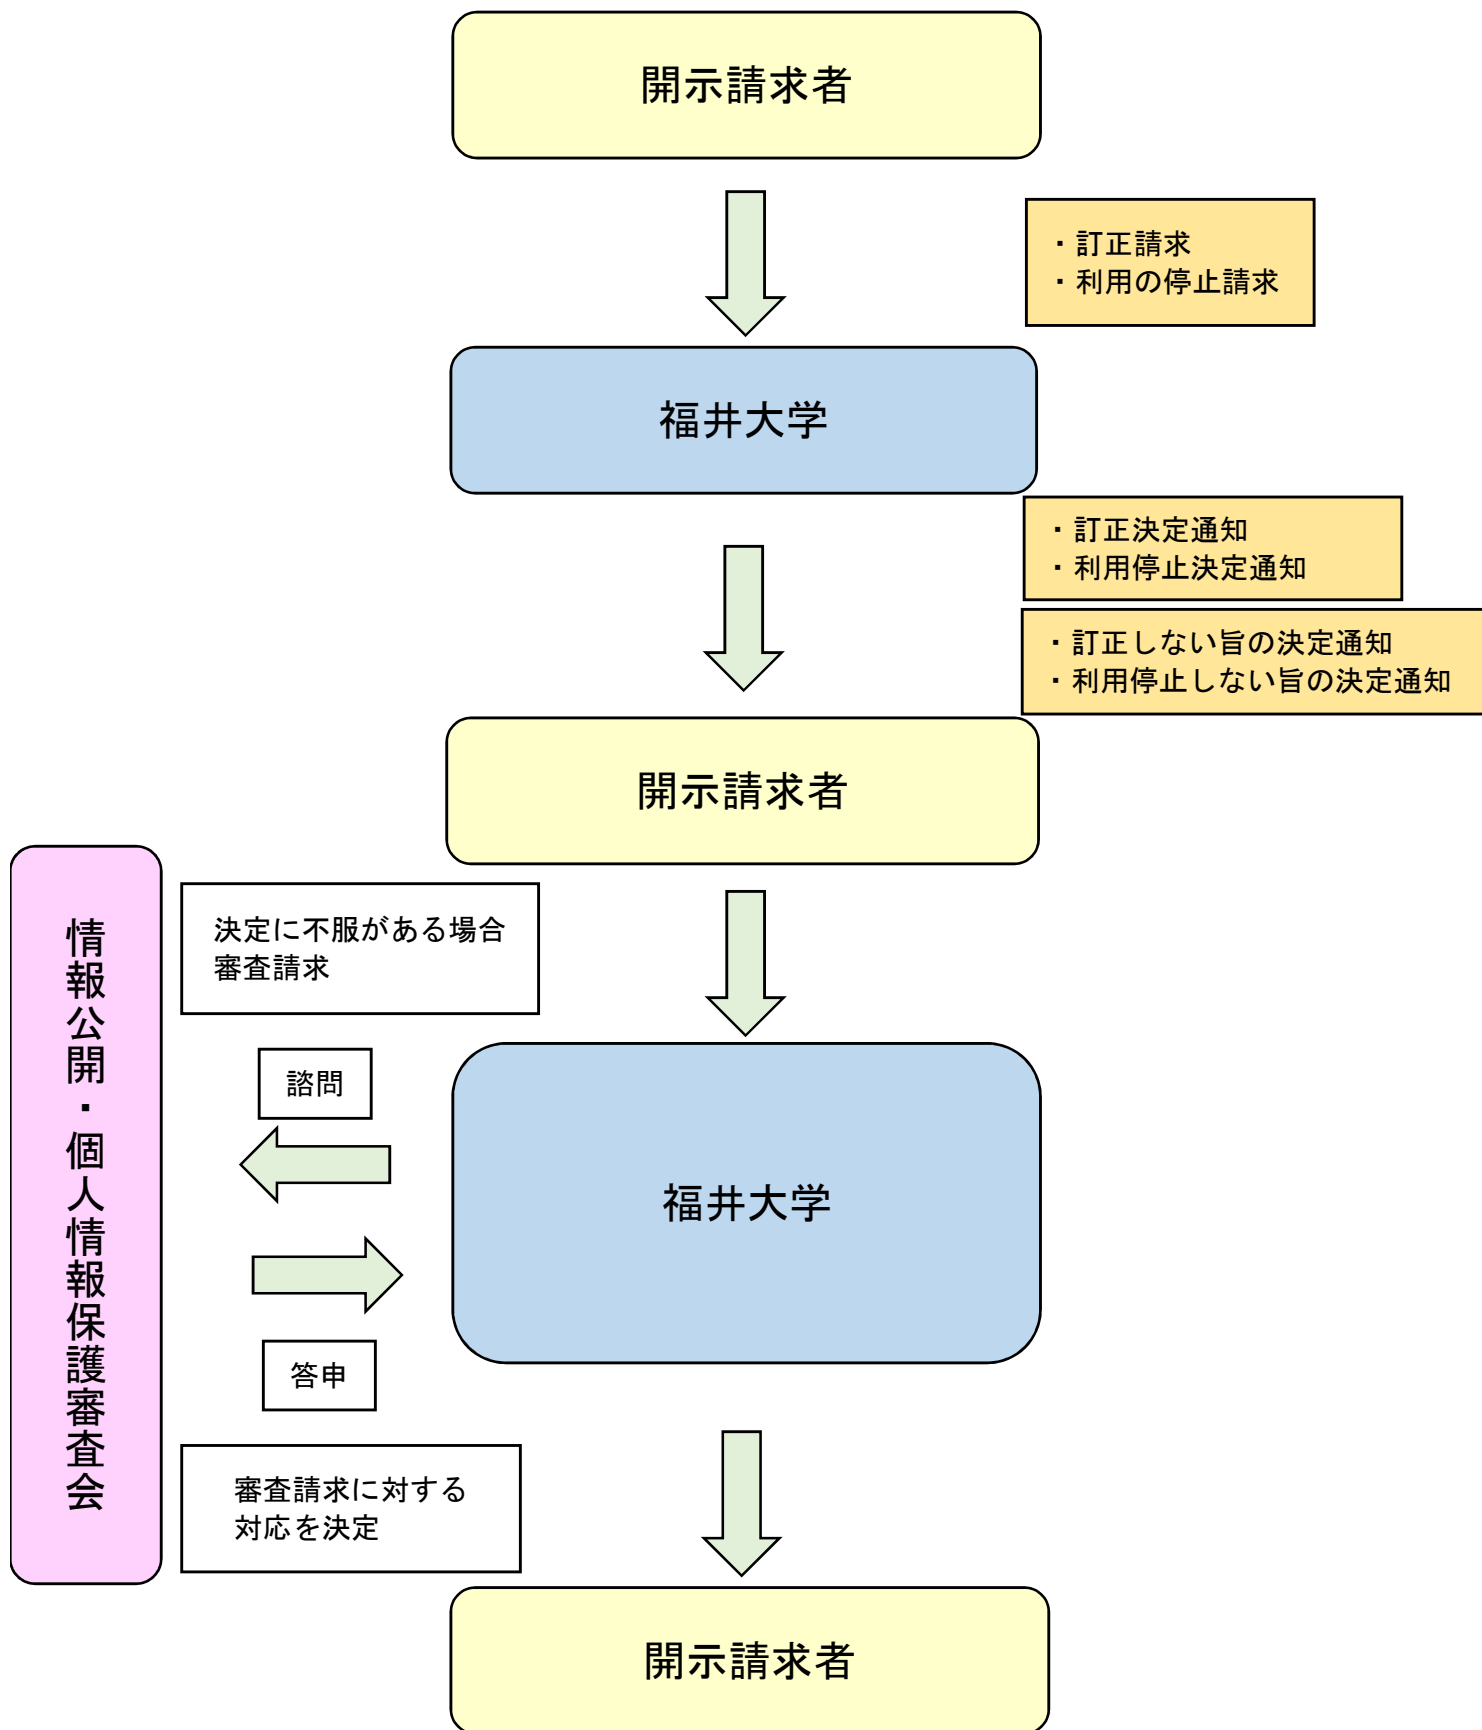 開示請求者
・訂正請求
・利用の停止請求
福井大学
・訂正決定通知
・利用停止決定通知
・訂正しない旨の決定通知
・利用停止しない旨の決定通知
開示請求者
情報公開・個人情報保護審査会
決定に不服がある場合
審査請求
諮問
福井大学
答申
審査請求に対する
対応を決定
開示請求者